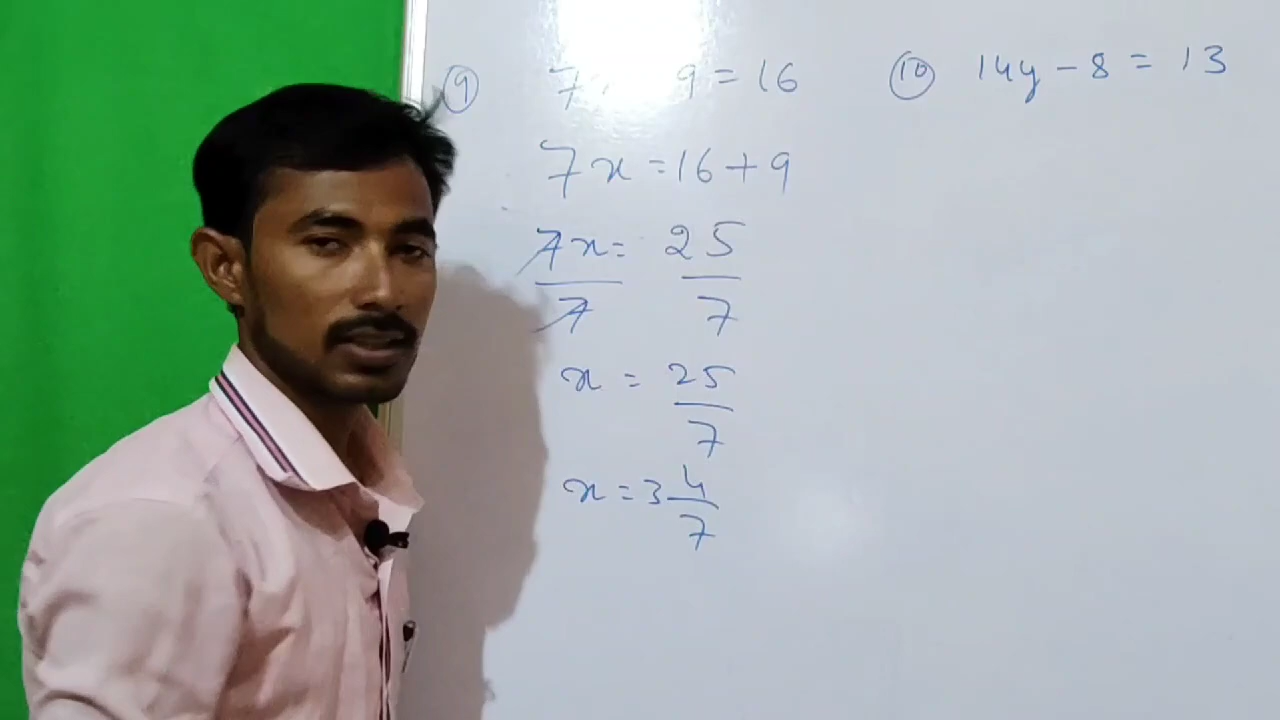 ⑨ 7 9 = 16
7x = 16 + 9
7x = 25
7 7
x = 25
7
x = 3 4
7
⑩ 14y - 8 = 13